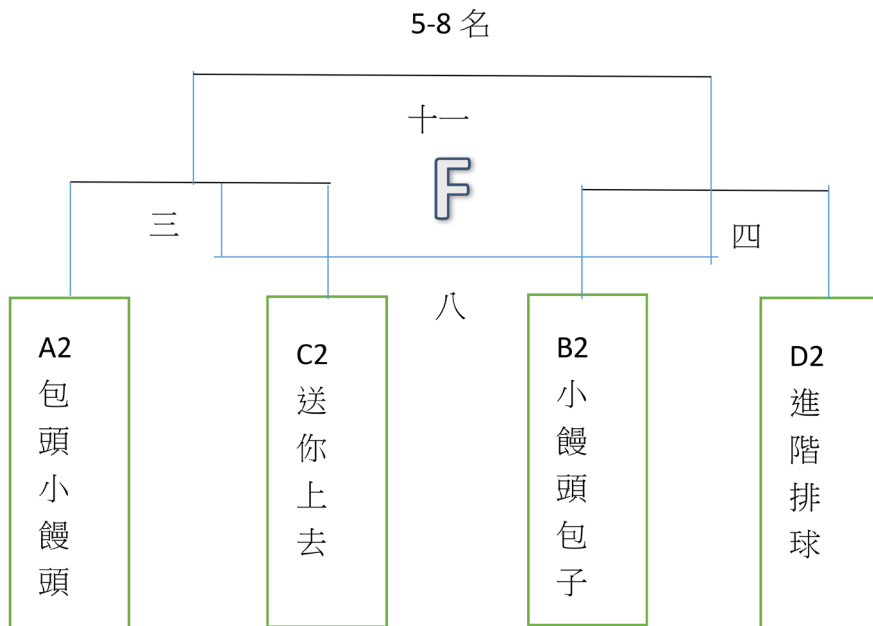 5-8 名
十一
F
三
四
八
A2
包頭小饅頭
C2
送你上去
B2
小饅頭包子
D2
進階排球